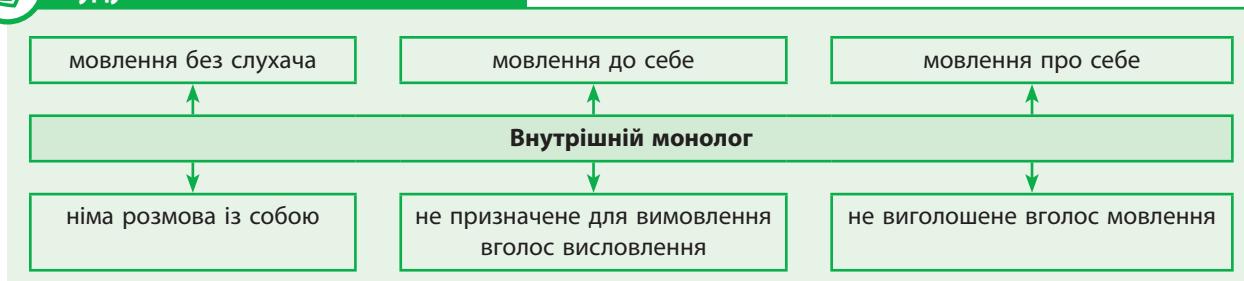 мовлення без слухача
мовлення до себе
мовлення про себе
Внутрішній монолог
німа розмова із собою
не призначене для вимовлення
вголос висловлення
не виголошене вголос мовлення